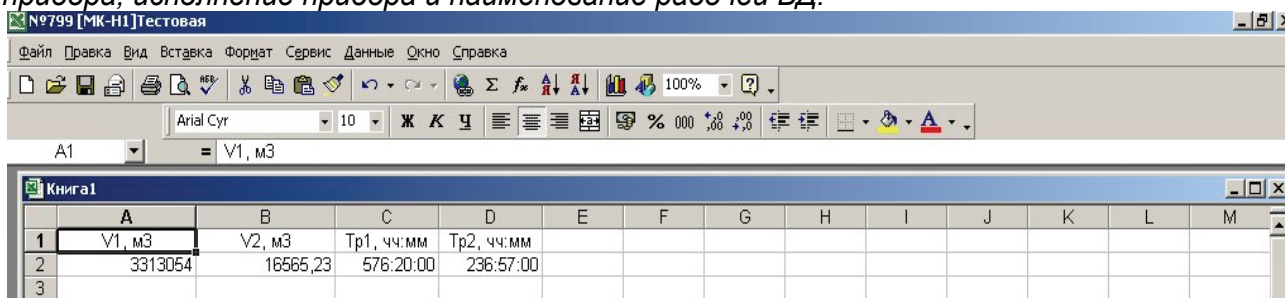 прибора, исполнение прибора и наименование рабочей БД.
№799 [МК-Н1]Тестовая
Файл Правка Вид Вставка Формат Сервис Данные Окно Справка
100%
Arial Cyr 10 Ж К Ч % 000
A1 = V1, м3
Книга1
A B C D E F G H I J K L M
1 V1, м3 V2, м3 Тр1, чч:мм Тр2, чч:мм
2 3313054 16565,23 576:20:00 236:57:00
3